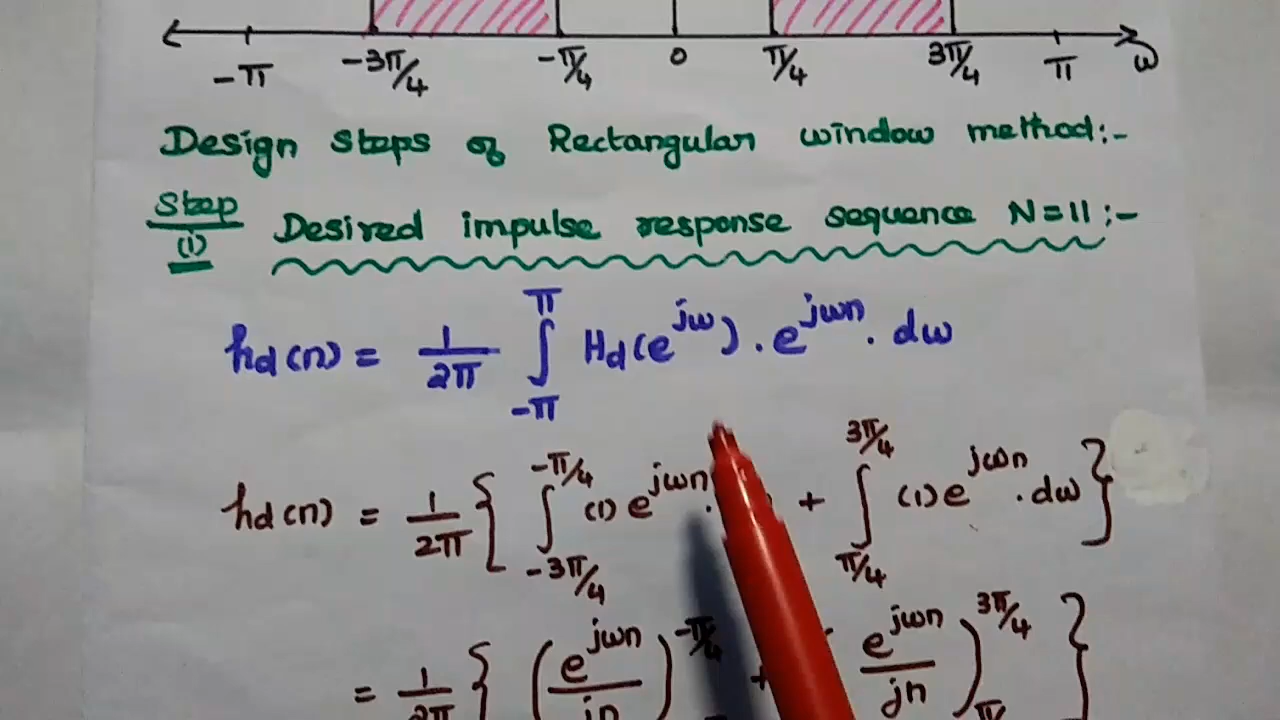 -π -3π/4 -π/4 0 π/4 3π/4 π ω
Design Steps of Rectangular window method:-
Step (1) Desired impulse response sequence N=11:-
hd(n) = 1/2π ∫_{-π}^{π} Hd(e^{jω}) . e^{jωn} . dω
hd(n) = 1/2π { ∫_{-3π/4}^{-π/4} (1) e^{jωn} . + ∫_{π/4}^{3π/4} (1) e^{jωn} . dω }
= 1/2π { (e^{jωn}/jn)^{-π/4} + e^{jωn}/jn)_{π/}^{3π/4} }